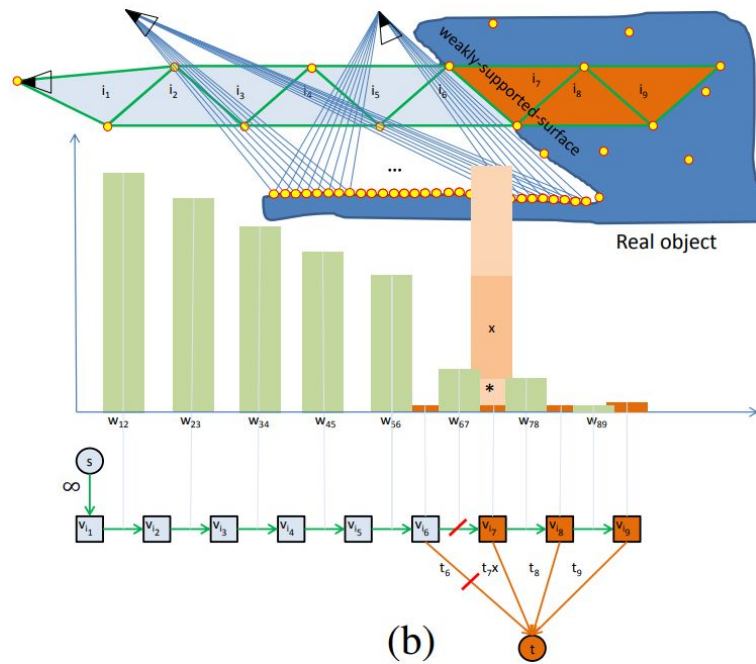 i₁ i₂ i₃ i₄ i₅ i₆ i₇ i₈ i₉
weakly-supported-surface
...
Real object
x
*
w₁₂ w₂₃ w₃₄ w₄₅ w₅₆ w₆₇ w₇₈ w₈₉
s
∞
vᵢ₁ vᵢ₂ vᵢ₃ vᵢ₄ vᵢ₅ vᵢ₆ vᵢ₇ vᵢ₈ vᵢ₉
t₆ t₇x t₈ t₉
(b)
t